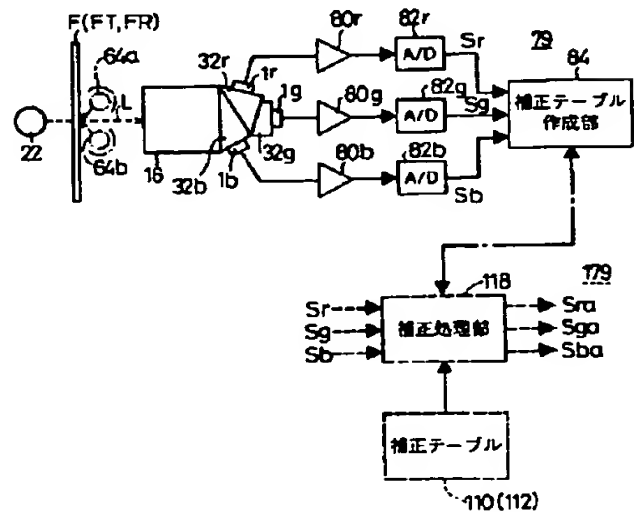 F(FT,FR)
64a
L
22
64b
16
32r
1r
1g
32g
32b
1b
80r
80g
80b
82r
A/D
Sr
82g
A/D
Sg
82b
A/D
Sb
79
84
補正テーブル
作成部
179
118
Sr
Sg
Sb
補正処理部
Sra
Sga
Sba
補正テーブル
110(112)